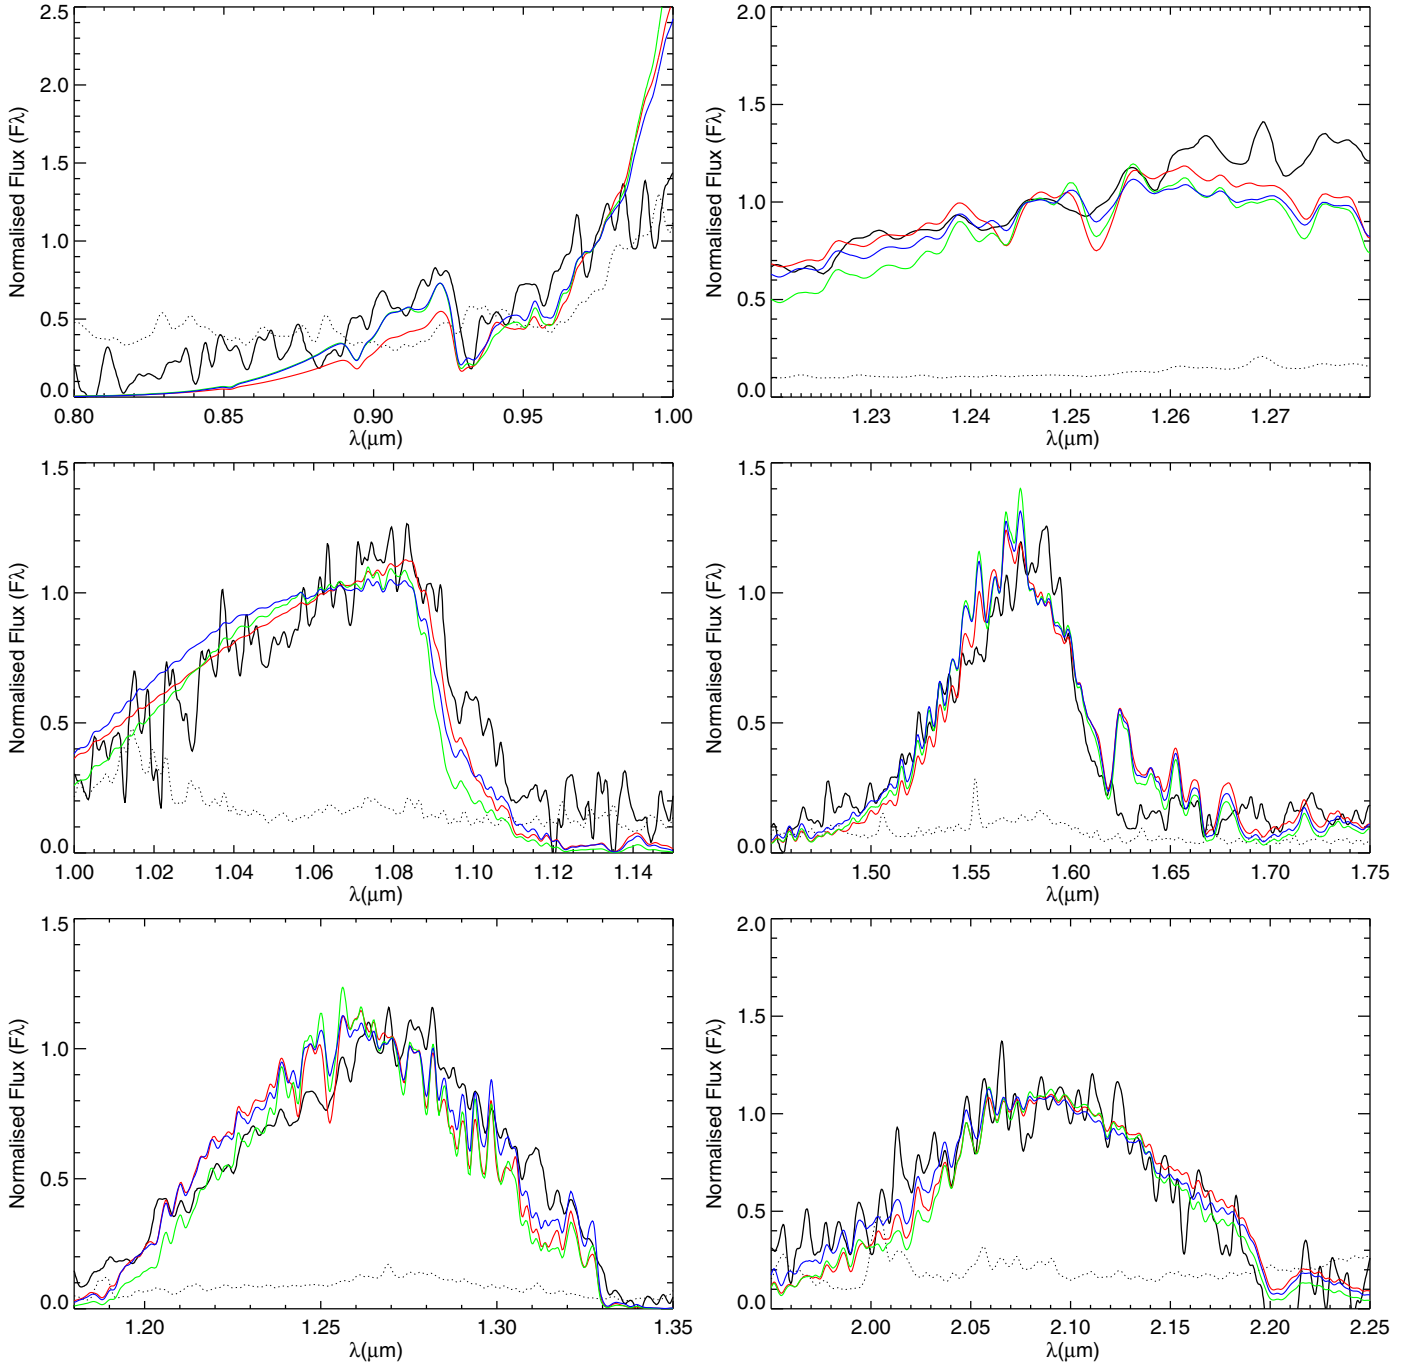 2.5
2.0
1.5
1.0
0.5
0.0
Normalised Flux (Fλ)
0.80 0.85 0.90 0.95 1.00
λ(μm)
2.0
1.5
1.0
0.5
0.0
Normalised Flux (Fλ)
1.23 1.24 1.25 1.26 1.27
λ(μm)
1.5
1.0
0.5
0.0
Normalised Flux (Fλ)
1.00 1.02 1.04 1.06 1.08 1.10 1.12 1.14
λ(μm)
1.5
1.0
0.5
0.0
Normalised Flux (Fλ)
1.50 1.55 1.60 1.65 1.70 1.75
λ(μm)
1.5
1.0
0.5
0.0
Normalised Flux (Fλ)
1.20 1.25 1.30 1.35
λ(μm)
2.0
1.5
1.0
0.5
0.0
Normalised Flux (Fλ)
2.00 2.05 2.10 2.15 2.20 2.25
λ(μm)